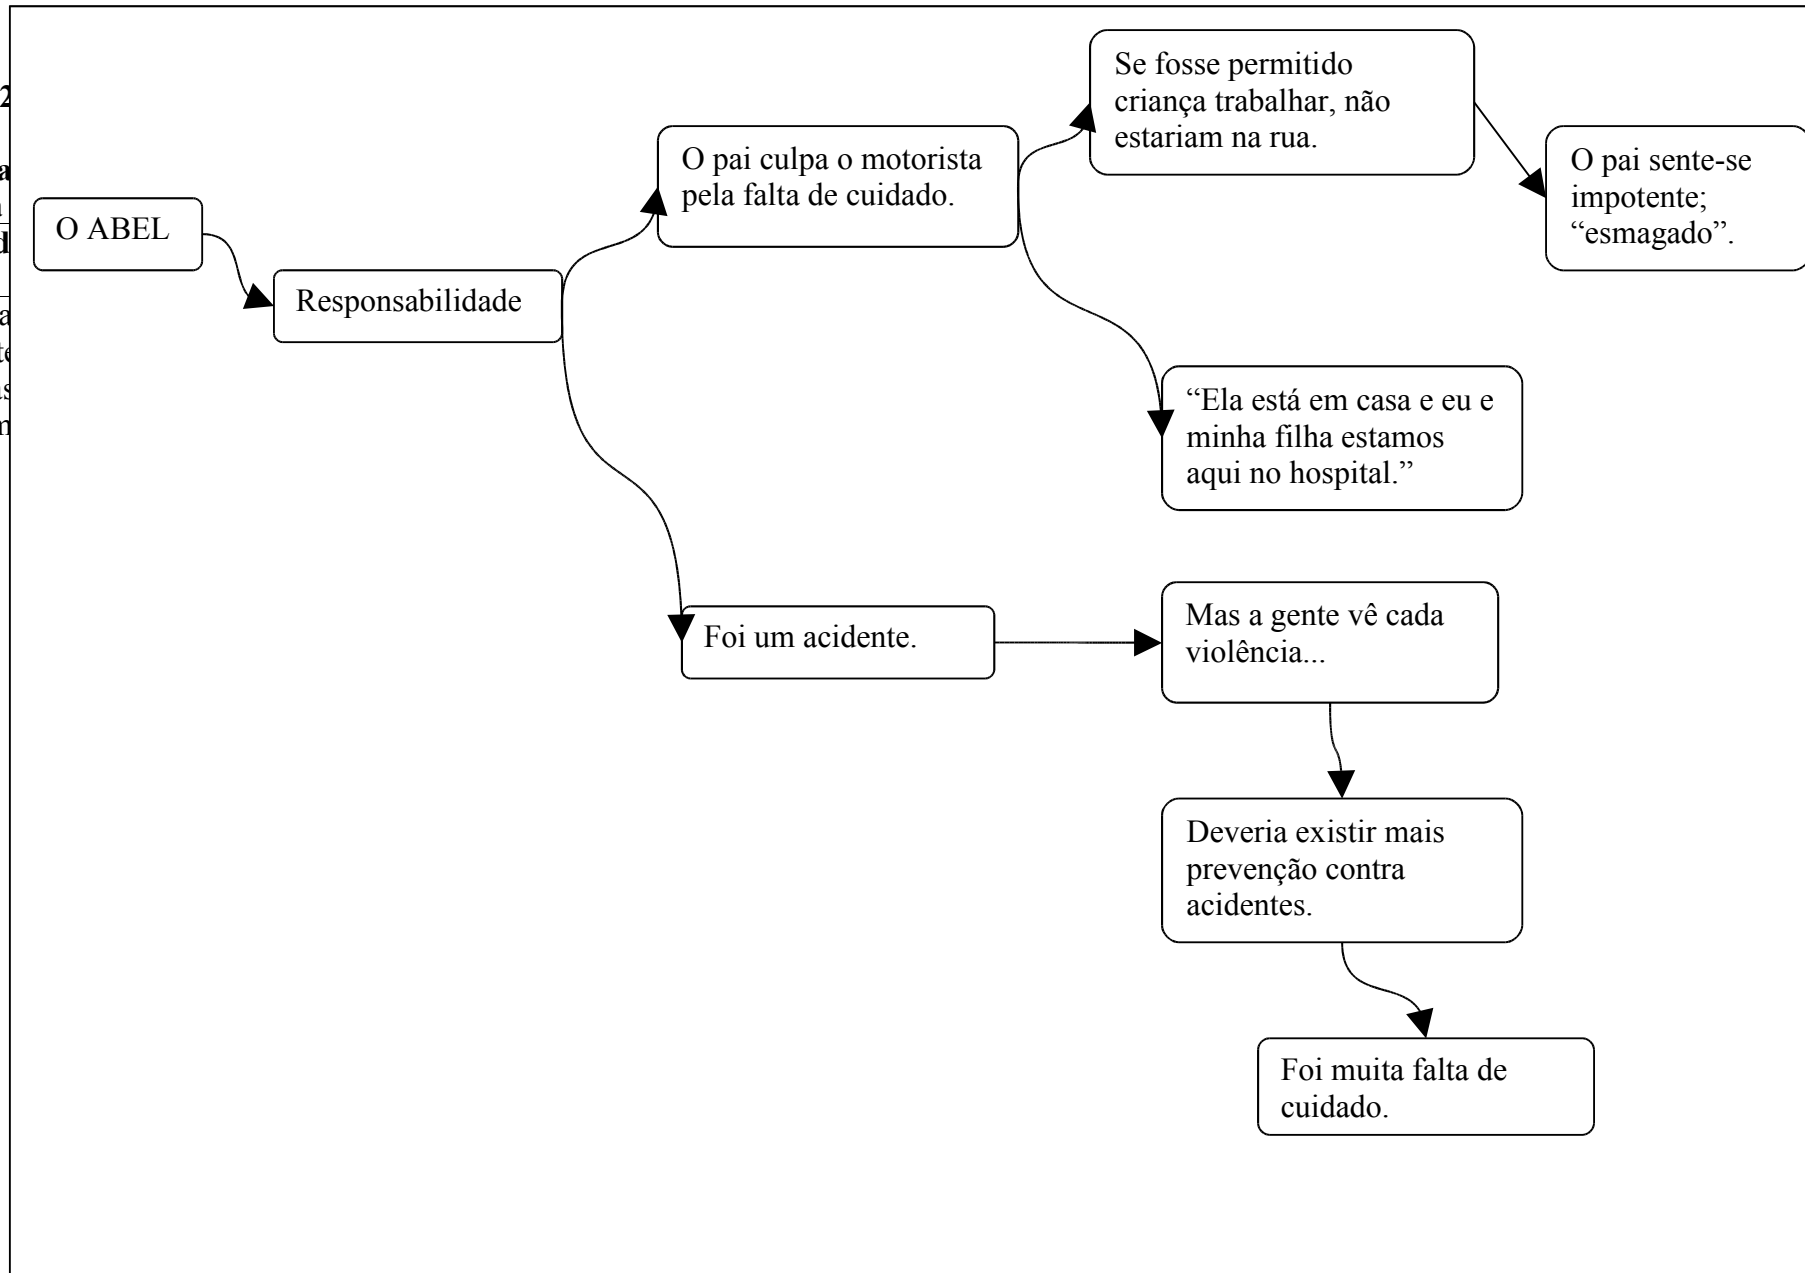 O ABEL
Responsabilidade
O pai culpa o motorista
pela falta de cuidado.
Se fosse permitido
criança trabalhar, não
estariam na rua.
O pai sente-se
impotente;
“esmagado”.
“Ela está em casa e eu e
minha filha estamos
aqui no hospital.”
Foi um acidente.
Mas a gente vê cada
violência...
Deveria existir mais
prevenção contra
acidentes.
Foi muita falta de
cuidado.